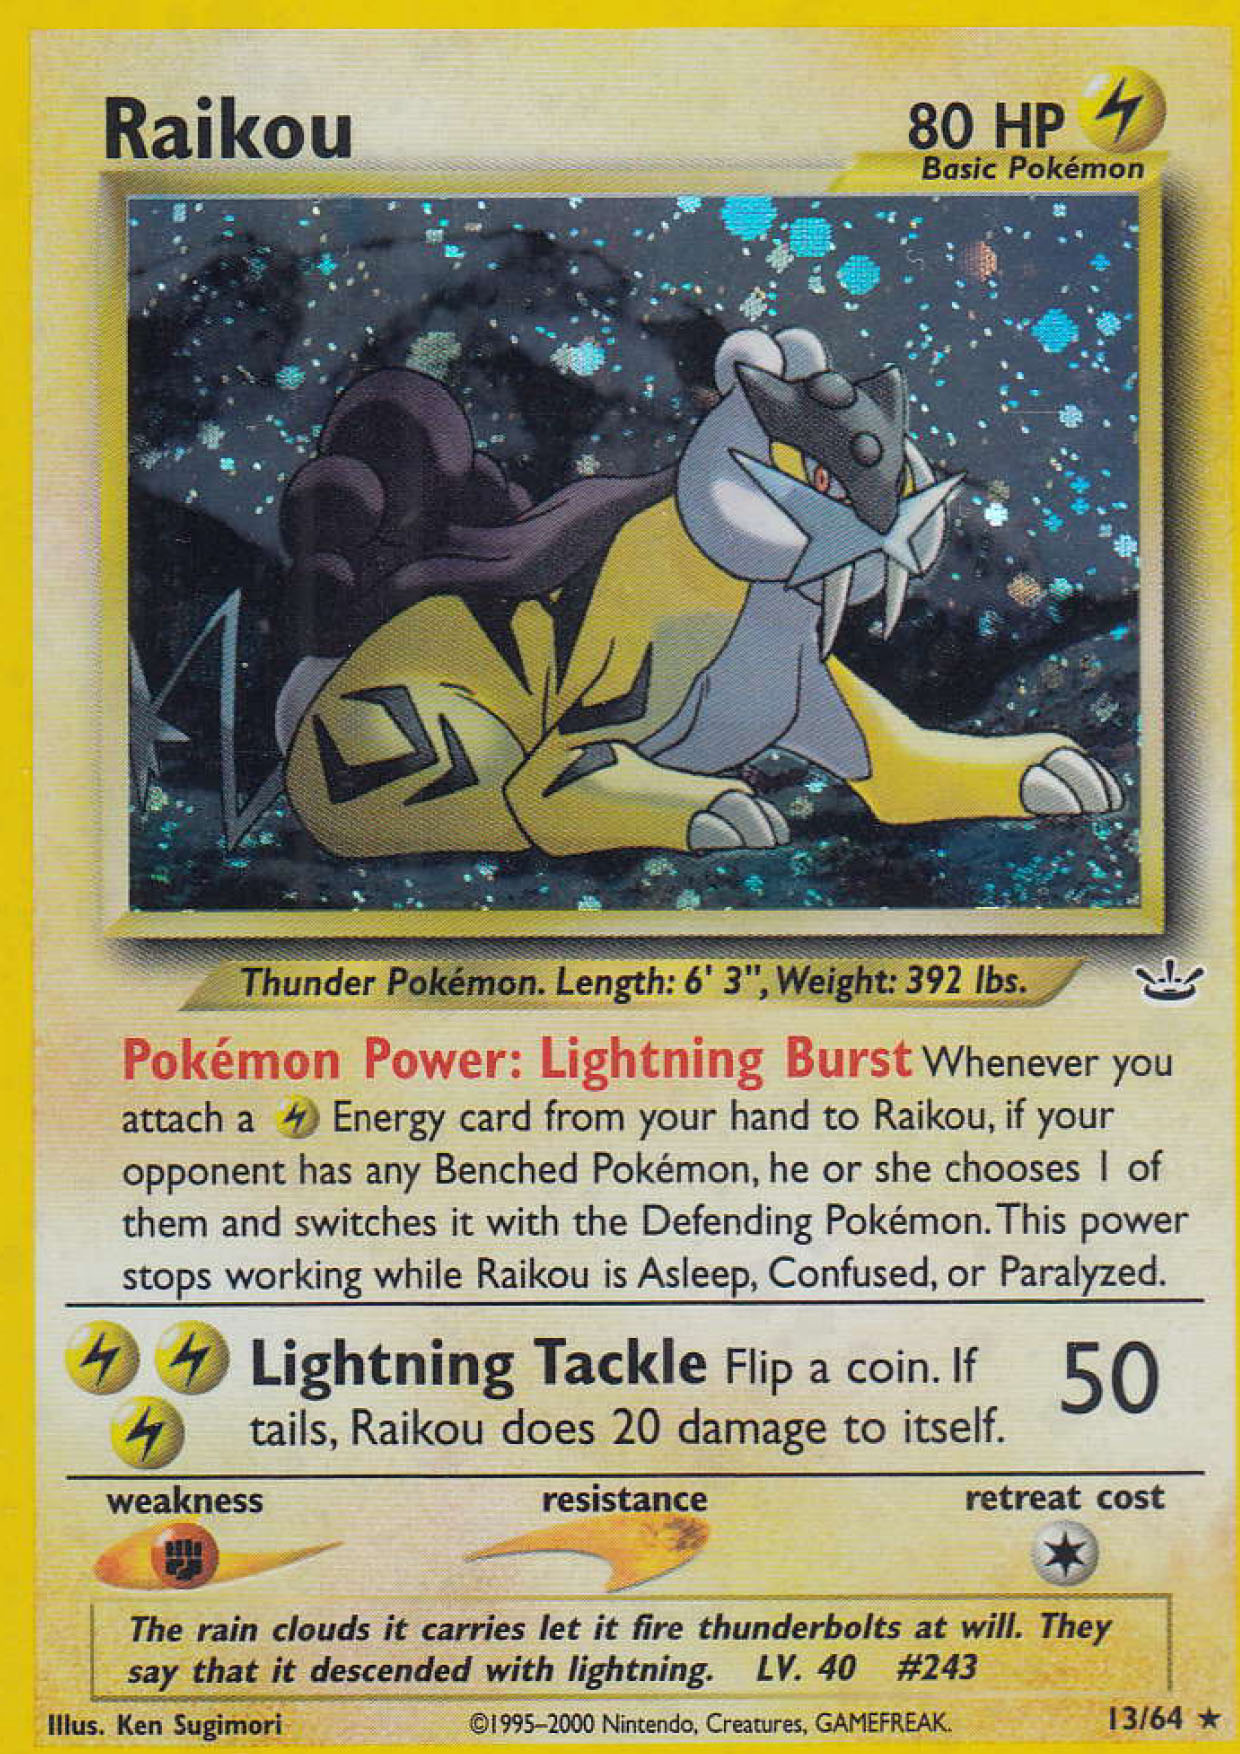 Raikou
80 HP
Basic Pokémon
Thunder Pokémon. Length: 6' 3", Weight: 392 lbs.
Pokémon Power: Lightning Burst Whenever you
attach a Energy card from your hand to Raikou, if your
opponent has any Benched Pokémon, he or she chooses 1 of
them and switches it with the Defending Pokémon. This power
stops working while Raikou is Asleep, Confused, or Paralyzed.
Lightning Tackle Flip a coin. If
tails, Raikou does 20 damage to itself.
50
weakness
resistance
retreat cost
The rain clouds it carries let it fire thunderbolts at will. They
say that it descended with lightning. LV. 40 #243
Illus. Ken Sugimori
©1995–2000 Nintendo, Creatures, GAMEFREAK.
13/64 ★